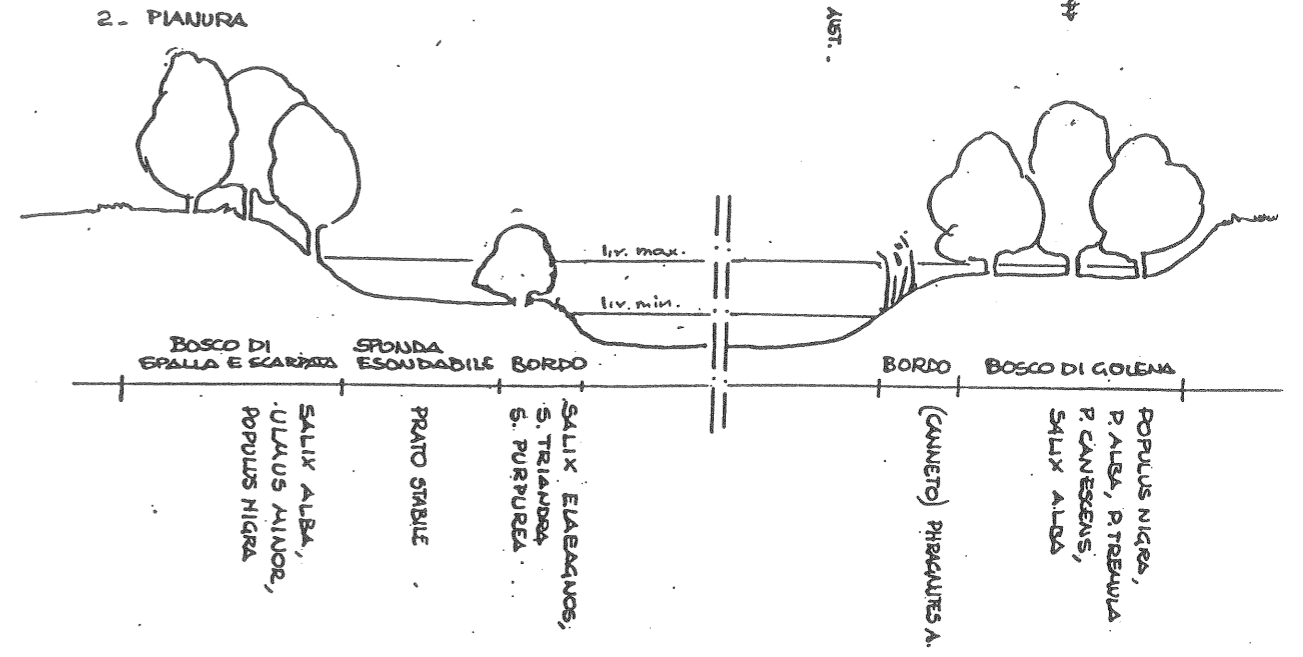 2- PIANURA
AUST..
liv. max.
liv. min.
BOSCO DI
SPALLA E SCARPATA
SPONDA
ESONDABILE
BORDO
BORDO
BOSCO DI GOLENA
SALIX ALBA,
ULMUS MINOR,
POPULUS NIGRA
PRATO STABILE
SALIX ELAEAGNOS,
S. TRIANDRA
S. PURPUREA
(CANNETO) PHRAGMITES A.
POPULUS NIGRA,
P. ALBA, P. TREMULA
P. CANESCENS,
SALIX ALBA